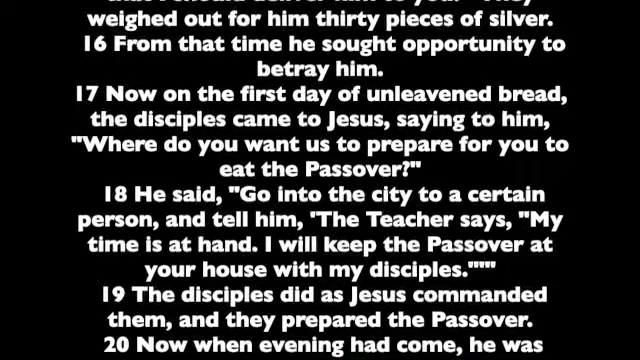 weighed out for him thirty pieces of silver.
16 From that time he sought opportunity to
betray him.
17 Now on the first day of unleavened bread,
the disciples came to Jesus, saying to him,
"Where do you want us to prepare for you to
eat the Passover?"
18 He said, "Go into the city to a certain
person, and tell him, 'The Teacher says, "My
time is at hand. I will keep the Passover at
your house with my disciples."'"
19 The disciples did as Jesus commanded
them, and they prepared the Passover.
20 Now when evening had come, he was